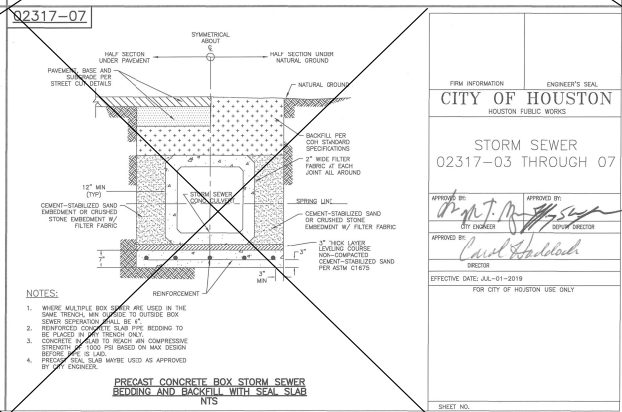 02317-07
SYMMETRICAL
ABOUT
HALF SECTION
UNDER PAVEMENT
HALF SECTION UNDER
NATURAL GROUND
PAVEMENT, BASE AND
SUBGRADE PER
STREET CUT DETAILS
NATURAL GROUND
BACKFILL PER
COH STANDARD
SPECIFICATIONS
2" WIDE FILTER
FABRIC AT EACH
JOINT ALL AROUND
12" MIN
(TYP)
STORM SEWER
CONC CULVERT
SPRING LINE
CEMENT-STABILIZED SAND
EMBEDMENT OR CRUSHED
STONE EMBEDMENT W/
FILTER FABRIC
CEMENT-STABILIZED SAND
OR CRUSHED STONE
EMBEDMENT W/ FILTER FABRIC
7"
3"
3" THICK LAYER
LEVELING COURSE
NON-COMPACTED
CEMENT-STABILIZED SAND
PER ASTM C1675
3"
MIN
REINFORCEMENT
NOTES:
1. WHERE MULTIPLE BOX SEWER ARE USED IN THE
SAME TRENCH, MIN OUTSIDE TO OUTSIDE BOX
SEWER SEPERATION SHALL BE 6".
2. REINFORCED CONCRETE SLAB PIPE BEDDING TO
BE PLACED IN DRY TRENCH ONLY.
3. CONCRETE IN SLAB TO REACH AN COMPRESSIVE
STRENGTH OF 1000 PSI BASED ON MAX DESIGN
BEFORE PIPE IS LAID.
4. PRECAST SEAL SLAB MAYBE USED AS APPROVED
BY CITY ENGINEER.
PRECAST CONCRETE BOX STORM SEWER
BEDDING AND BACKFILL WITH SEAL SLAB
NTS
FIRM INFORMATION
ENGINEER'S SEAL
CITY OF HOUSTON
HOUSTON PUBLIC WORKS
STORM SEWER
02317-03 THROUGH 07
APPROVED BY:
CITY ENGINEER
APPROVED BY:
DEPUTY DIRECTOR
APPROVED BY:
Carol Haddock
DIRECTOR
EFFECTIVE DATE: JUL-01-2019
FOR CITY OF HOUSTON USE ONLY
SHEET NO.